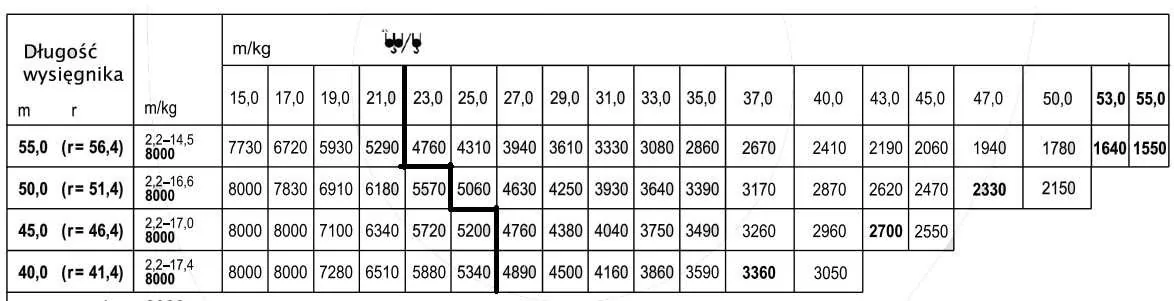 Długość wysięgnika m r m/kg m/kg
15,0 17,0 19,0 21,0 23,0 25,0 27,0 29,0 31,0 33,0 35,0 37,0 40,0 43,0 45,0 47,0 50,0 53,0 55,0
55,0 (r= 56,4) 2,2–14,5 8000 7730 6720 5930 5290 4760 4310 3940 3610 3330 3080 2860 2670 2410 2190 2060 1940 1780 1640 1550
50,0 (r= 51,4) 2,2–16,6 8000 8000 7830 6910 6180 5570 5060 4630 4250 3930 3640 3390 3170 2870 2620 2470 2330 2150
45,0 (r= 46,4) 2,2–17,0 8000 8000 8000 7100 6340 5720 5200 4760 4380 4040 3750 3490 3260 2960 2700 2550
40,0 (r= 41,4) 2,2–17,4 8000 8000 8000 7280 6510 5880 5340 4890 4500 4160 3860 3590 3360 3050